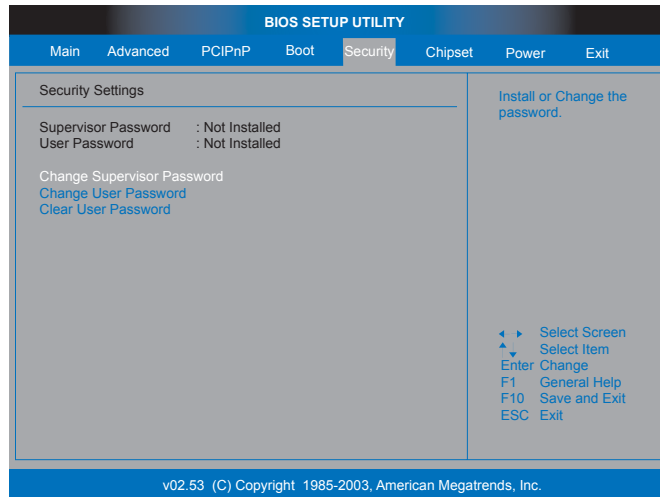 BIOS SETUP UTILITY
Main Advanced PCIPnP Boot Security Chipset Power Exit
Security Settings
Supervisor Password : Not Installed
User Password : Not Installed
Change Supervisor Password
Change User Password
Clear User Password
Install or Change the
password.
Select Screen
Select Item
Enter Change
F1 General Help
F10 Save and Exit
ESC Exit
v02.53 (C) Copyright 1985-2003, American Megatrends, Inc.